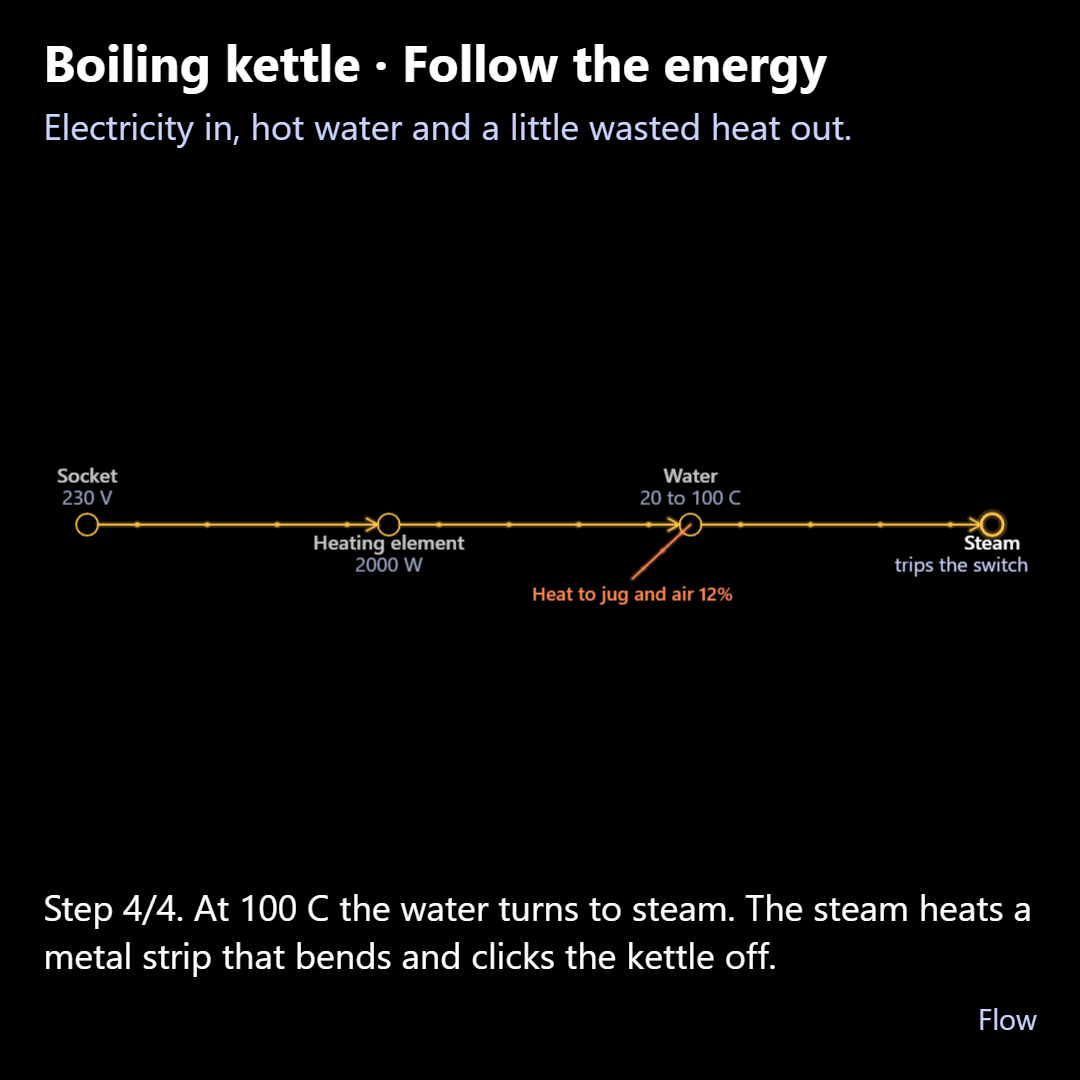 Boiling kettle · Follow the energy
Electricity in, hot water and a little wasted heat out.
Socket
230 V
Heating element
2000 W
Water
20 to 100 C
Heat to jug and air 12%
Steam
trips the switch
Step 4/4. At 100 C the water turns to steam. The steam heats a
metal strip that bends and clicks the kettle off.
Flow